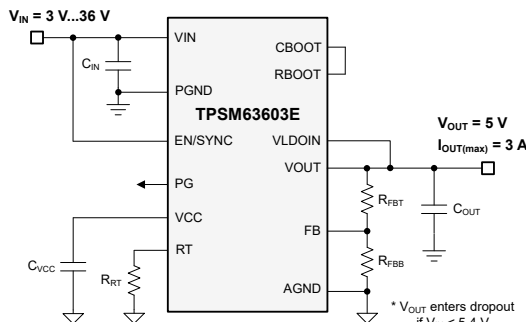 V_IN = 3 V...36 V
VIN
C_IN
PGND
EN/SYNC
PG
VCC
RT
C_VCC
R_RT
TPSM63603E
CBOOT
RBOOT
VLDOIN
VOUT
FB
AGND
V_OUT = 5 V
I_OUT(max) = 3 A
R_FBT
C_OUT
R_FBB
* V_OUT enters dropout